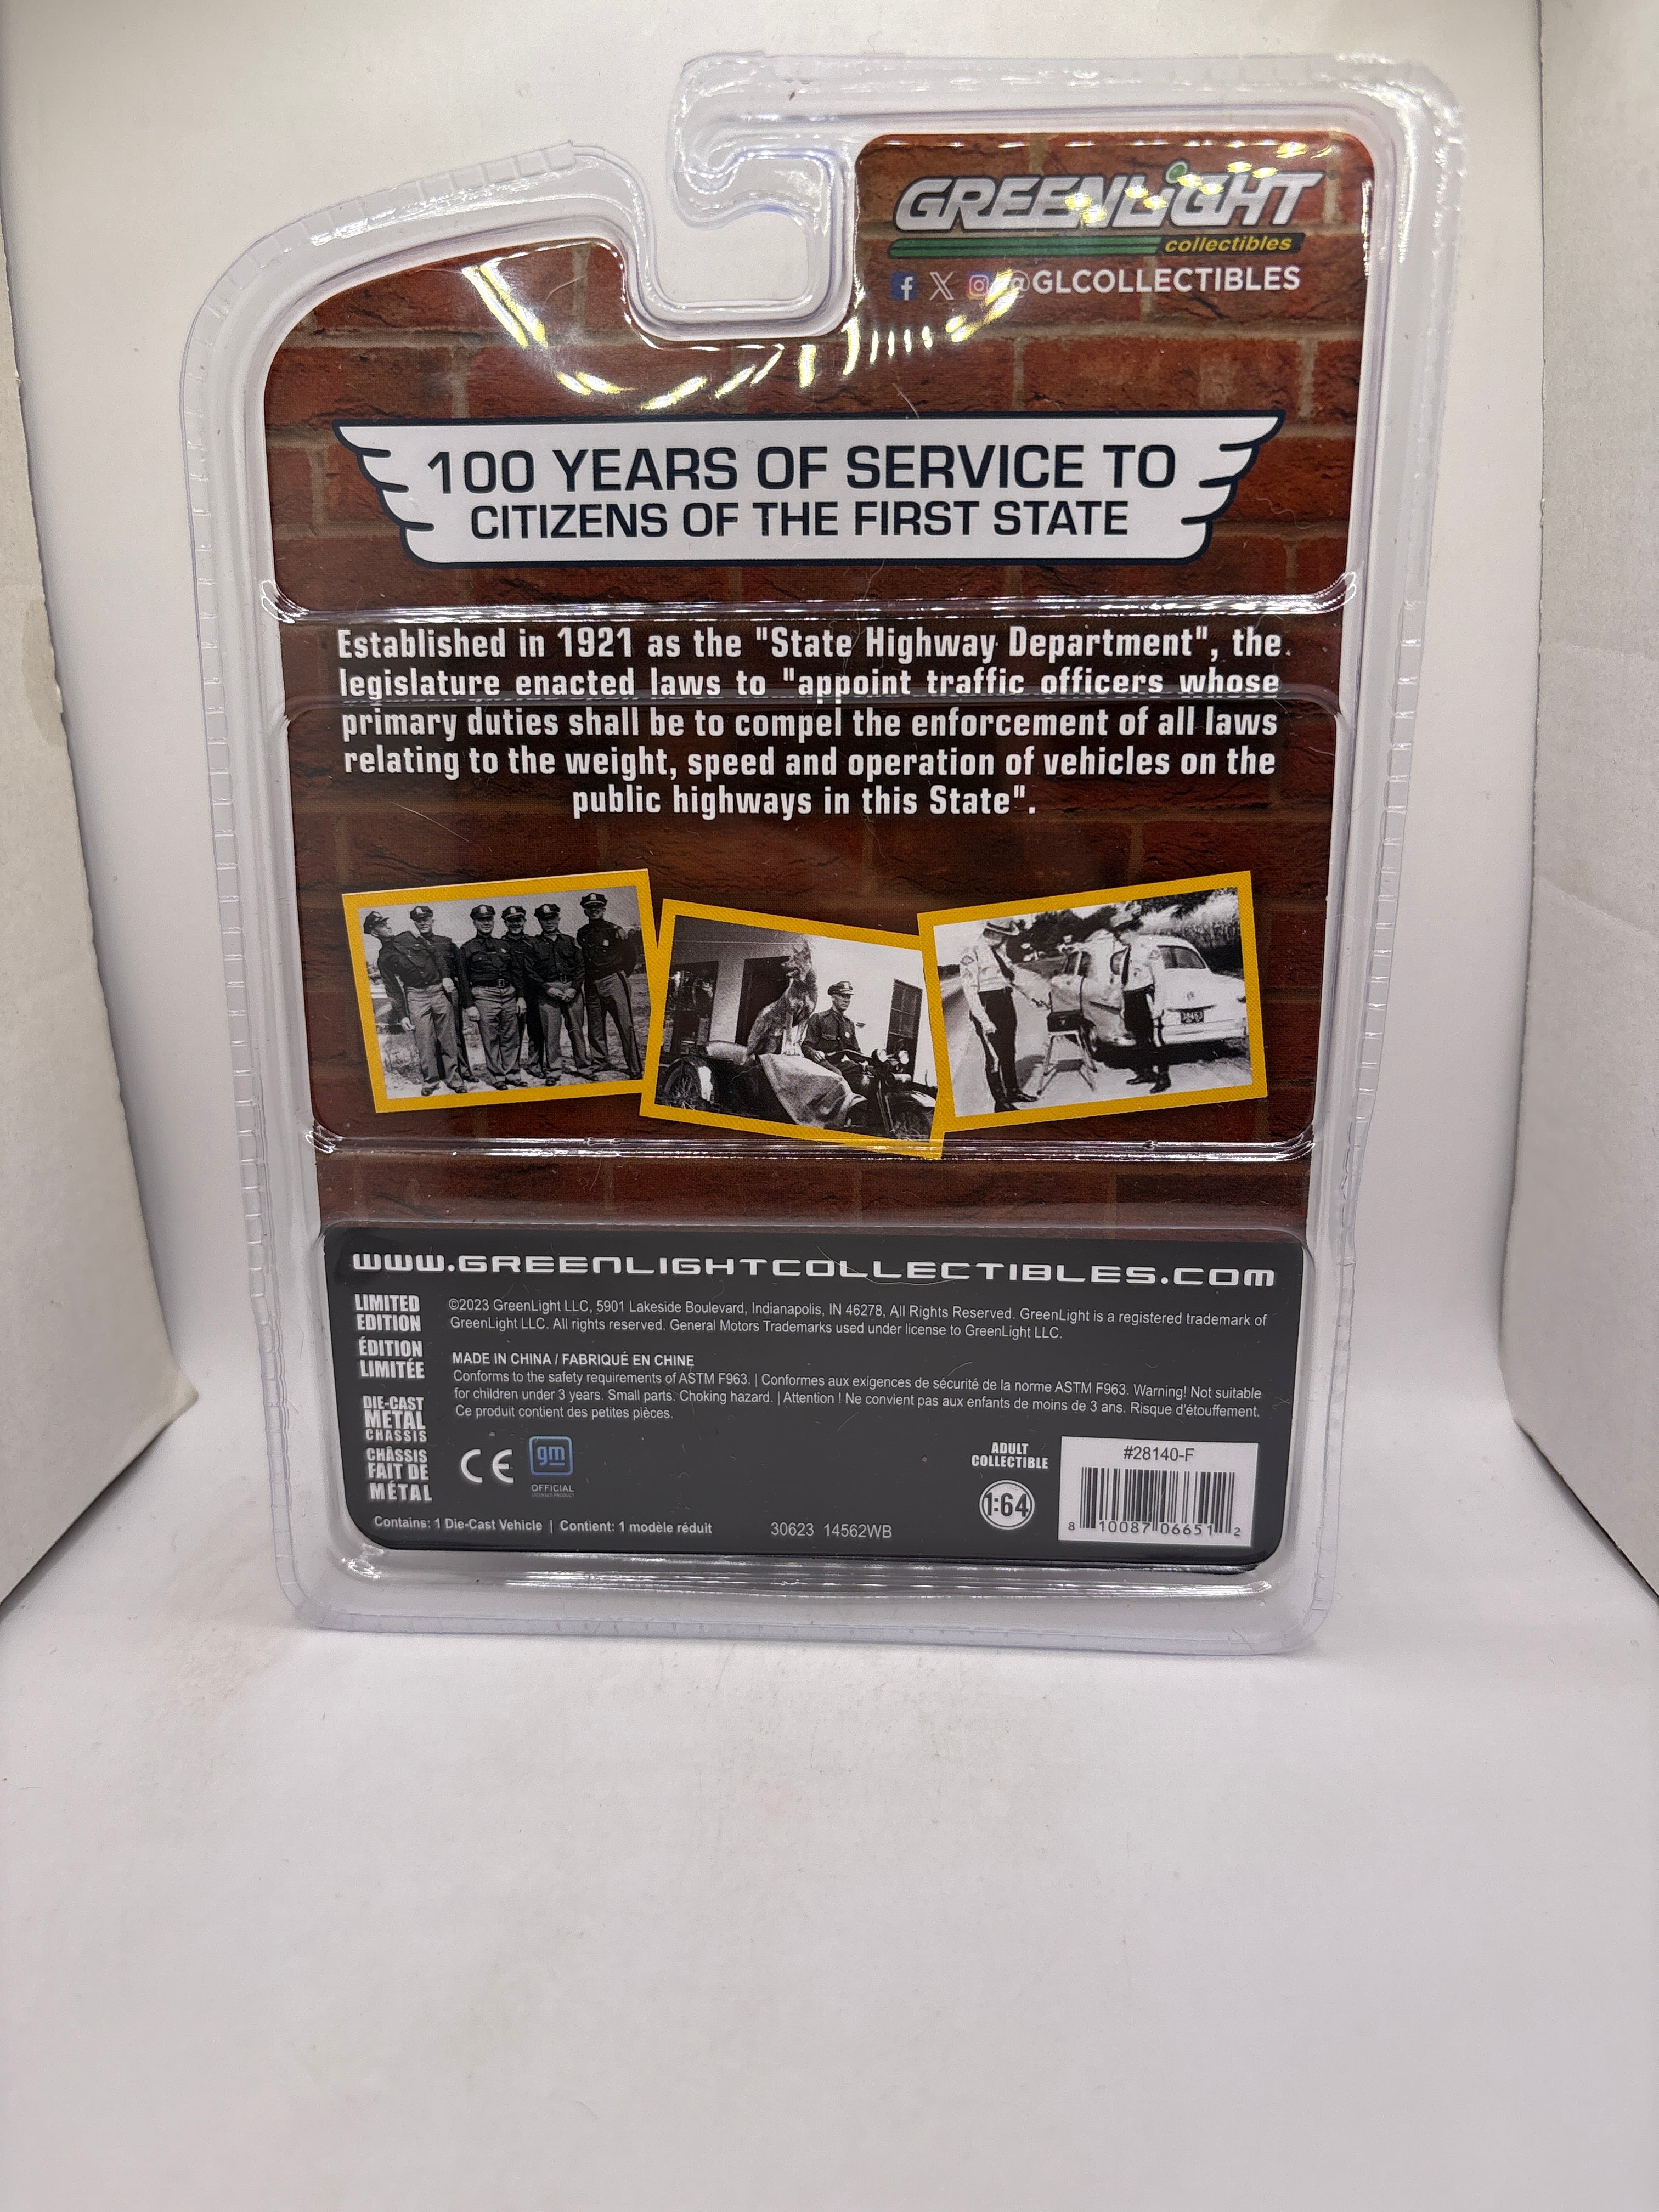 GREENLIGHT
collectibles
@GLCOLLECTIBLES
100 YEARS OF SERVICE TO
CITIZENS OF THE FIRST STATE
Established in 1921 as the "State Highway Department", the
legislature enacted laws to "appoint traffic officers whose
primary duties shall be to compel the enforcement of all laws
relating to the weight, speed and operation of vehicles on the
public highways in this State".
www.GREENLIGHTCOLLECTIBLES.COM
LIMITED
EDITION
ÉDITION
LIMITÉE
DIE-CAST
METAL
CHASSIS
CHÂSSIS
FAIT DE
MÉTAL
©2023 GreenLight LLC, 5901 Lakeside Boulevard, Indianapolis, IN 46278, All Rights Reserved. GreenLight is a registered trademark of
GreenLight LLC. All rights reserved. General Motors Trademarks used under license to GreenLight LLC.
MADE IN CHINA / FABRIQUÉ EN CHINE
Conforms to the safety requirements of ASTM F963. | Conformes aux exigences de sécurité de la norme ASTM F963. Warning! Not suitable
for children under 3 years. Small parts. Choking hazard. | Attention ! Ne convient pas aux enfants de moins de 3 ans. Risque d'étouffement.
Ce produit contient des petites pièces.
CE
gm
OFFICIAL
LICENSED PRODUCT
ADULT
COLLECTIBLE
1:64
#28140-F
8 10087 06651 2
Contains: 1 Die-Cast Vehicle | Contient: 1 modèle réduit
30623 14562WB